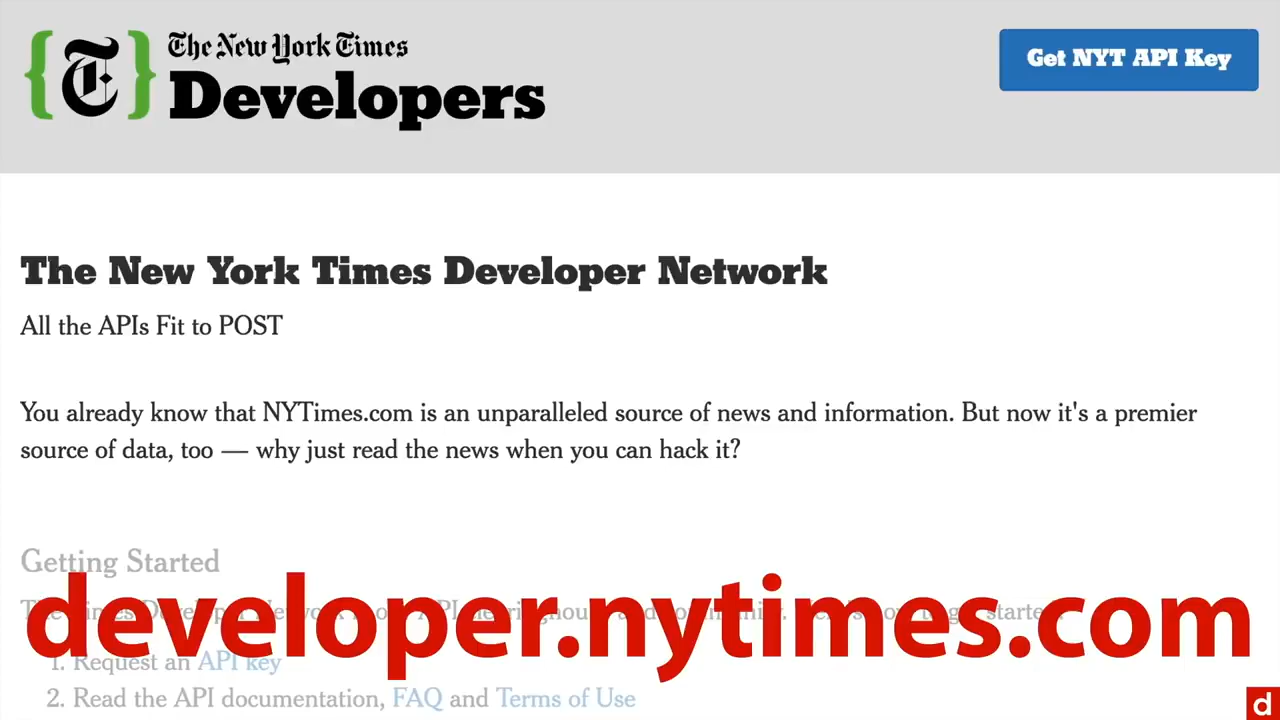 The New York Times
Developers
Get NYT API Key
The New York Times Developer Network
All the APIs Fit to POST
You already know that NYTimes.com is an unparalleled source of news and information. But now it's a premier
source of data, too — why just read the news when you can hack it?
Getting Started
developer.nytimes.com
1. Request an API key
2. Read the API documentation, FAQ and Terms of Use
d